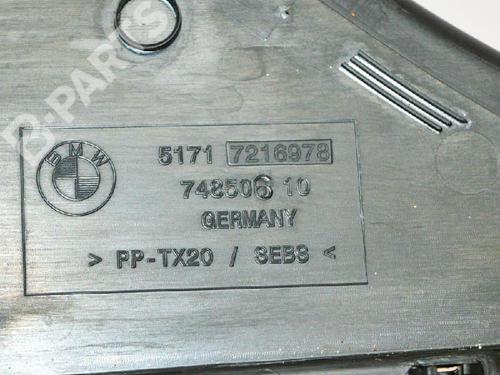 B-PARTS
BMW
5171 7216978
748506 10
GERMANY
> PP-TX20 / SEBS <